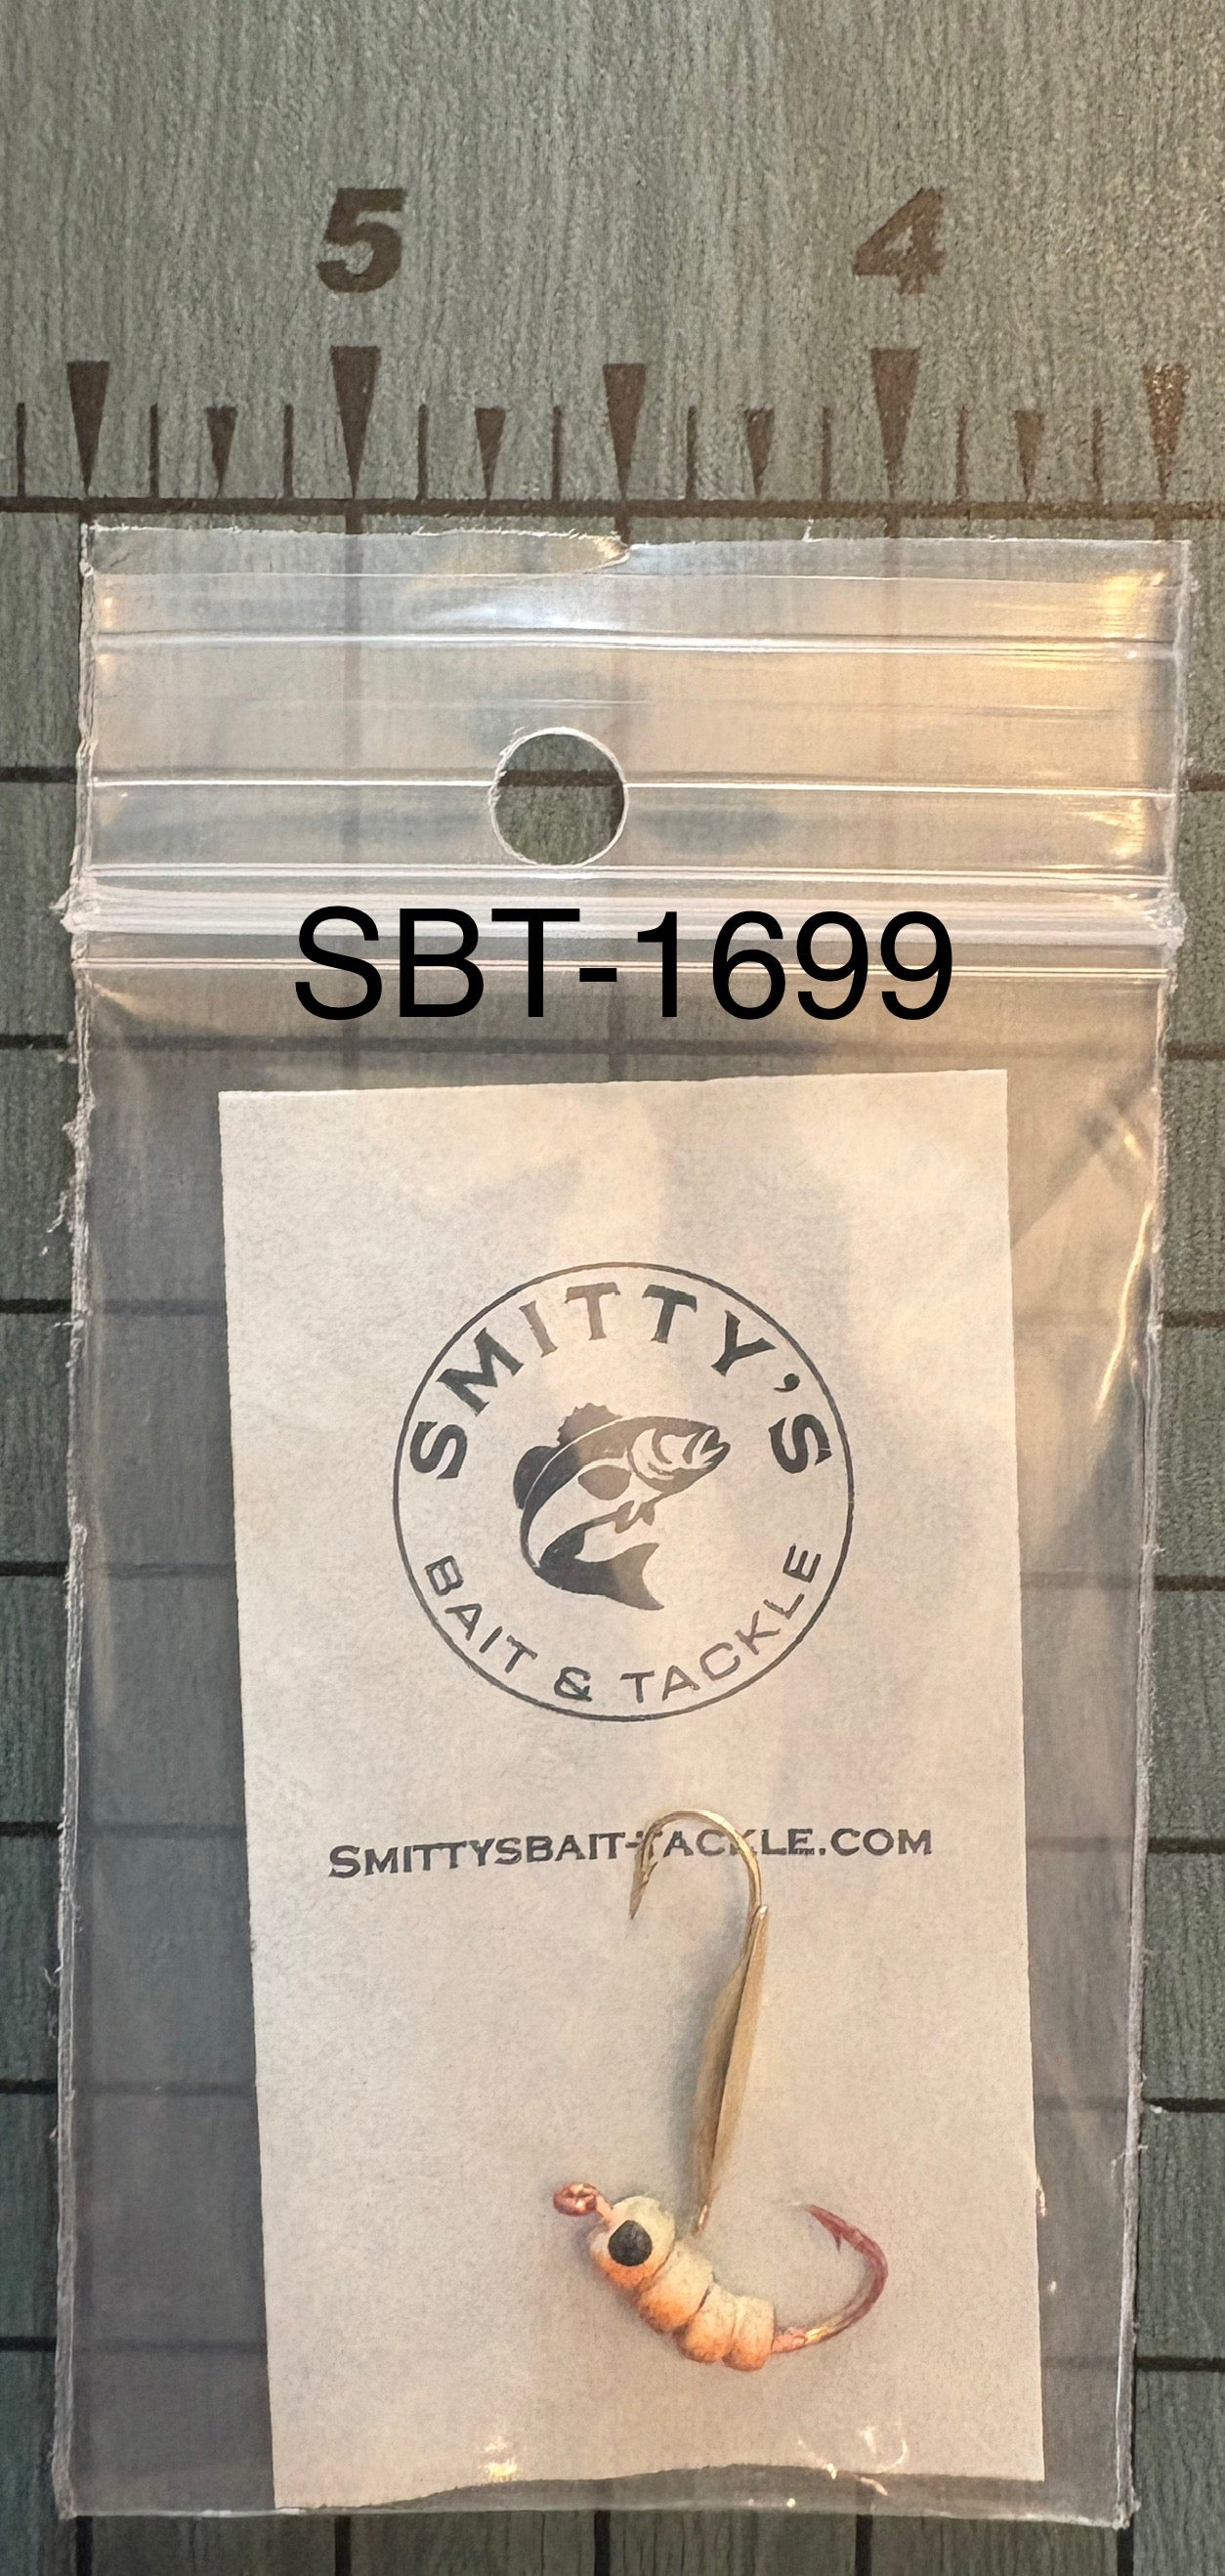 5 4
SBT-1699
SMITTY'S
BAIT & TACKLE
SMITTYSBAIT-TACKLE.COM